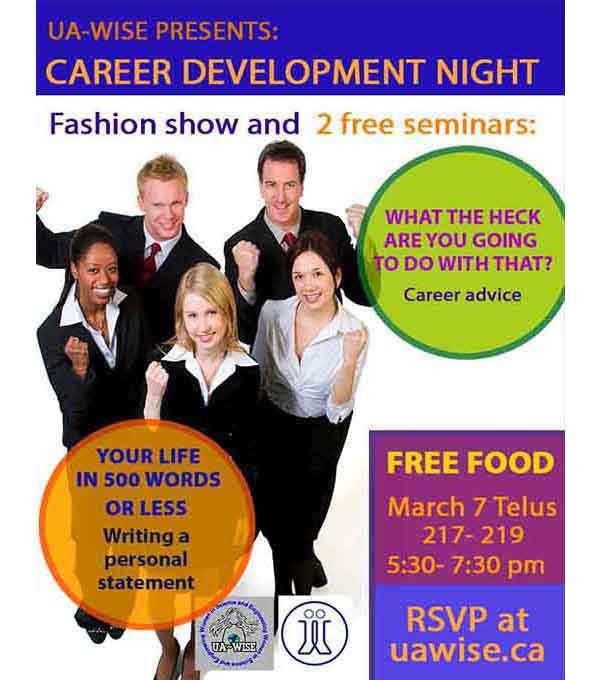 UA-WISE PRESENTS:
CAREER DEVELOPMENT NIGHT
Fashion show and 2 free seminars:
WHAT THE HECK
ARE YOU GOING
TO DO WITH THAT?
Career advice
YOUR LIFE
IN 500 WORDS
OR LESS
Writing a
personal
statement
FREE FOOD
March 7 Telus
217- 219
5:30- 7:30 pm
RSVP at
uawise.ca
UA-WISE